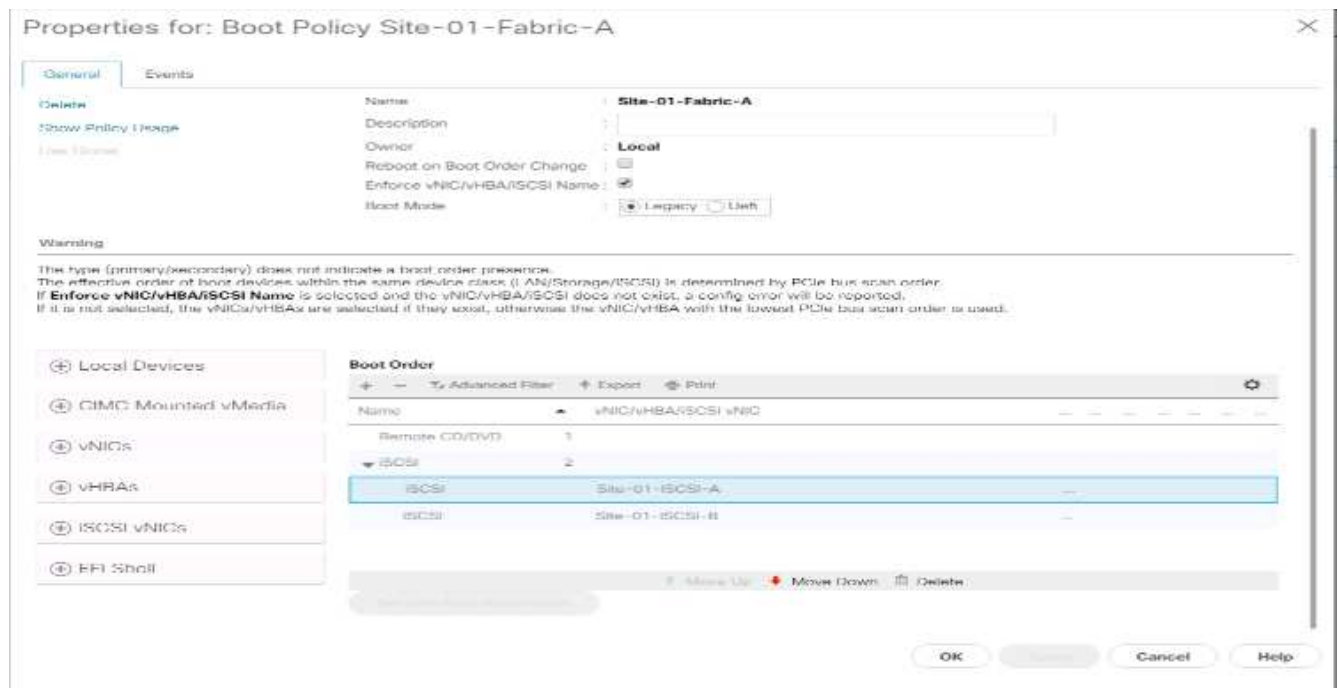 Properties for: Boot Policy Site-01-Fabric-A
General Events
Delete
Show Policy Usage
Name : Site-01-Fabric-A
Description :
Owner : Local
Reboot on Boot Order Change :
Enforce vNIC/vHBA/iSCSI Name :
Boot Mode : Legacy Uefi
Warning
The type (primary/secondary) does not indicate a boot order presence.
The effective order of boot devices within the same device class (LAN/Storage/iSCSI) is determined by PCIe bus scan order.
If Enforce vNIC/vHBA/iSCSI Name is selected and the vNIC/vHBA/iSCSI does not exist, a config error will be reported.
If it is not selected, the vNICs/vHBAs are selected if they exist, otherwise the vNIC/vHBA with the lowest PCIe bus scan order is used.
Local Devices
CIMC Mounted vMedia
vNICs
vHBAs
iSCSI vNICs
EFI Shell
Boot Order
+ − Advanced Filter Export Print
Name vNIC/vHBA/iSCSI vNIC
Remote CD/DVD 1
iSCSI 2
iSCSI Site-01-iSCSI-A
iSCSI Site-01-iSCSI-B
Move Up Move Down Delete
OK Cancel Help